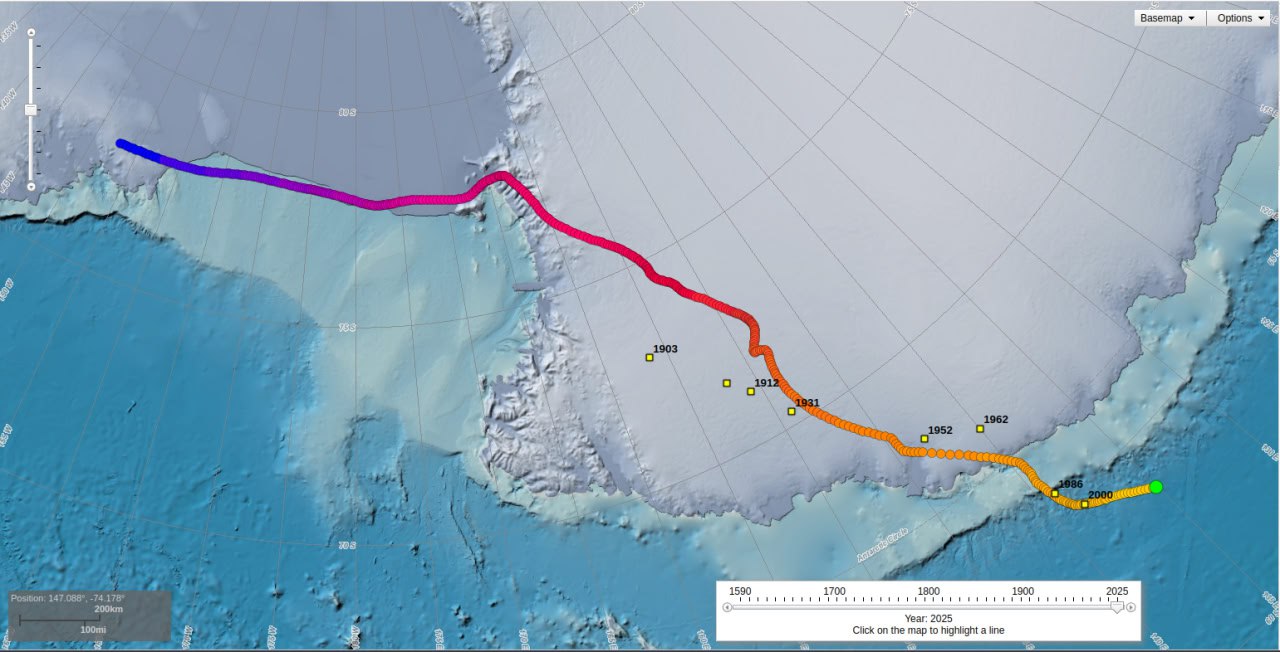 Basemap
Options
80 S
75 S
70 S
1903
1912
1931
1952
1962
1986
2000
Antarctic Circle
Position: 147.088°, -74.178°
200km
100mi
1590 1700 1800 1900 2025
Year: 2025
Click on the map to highlight a line